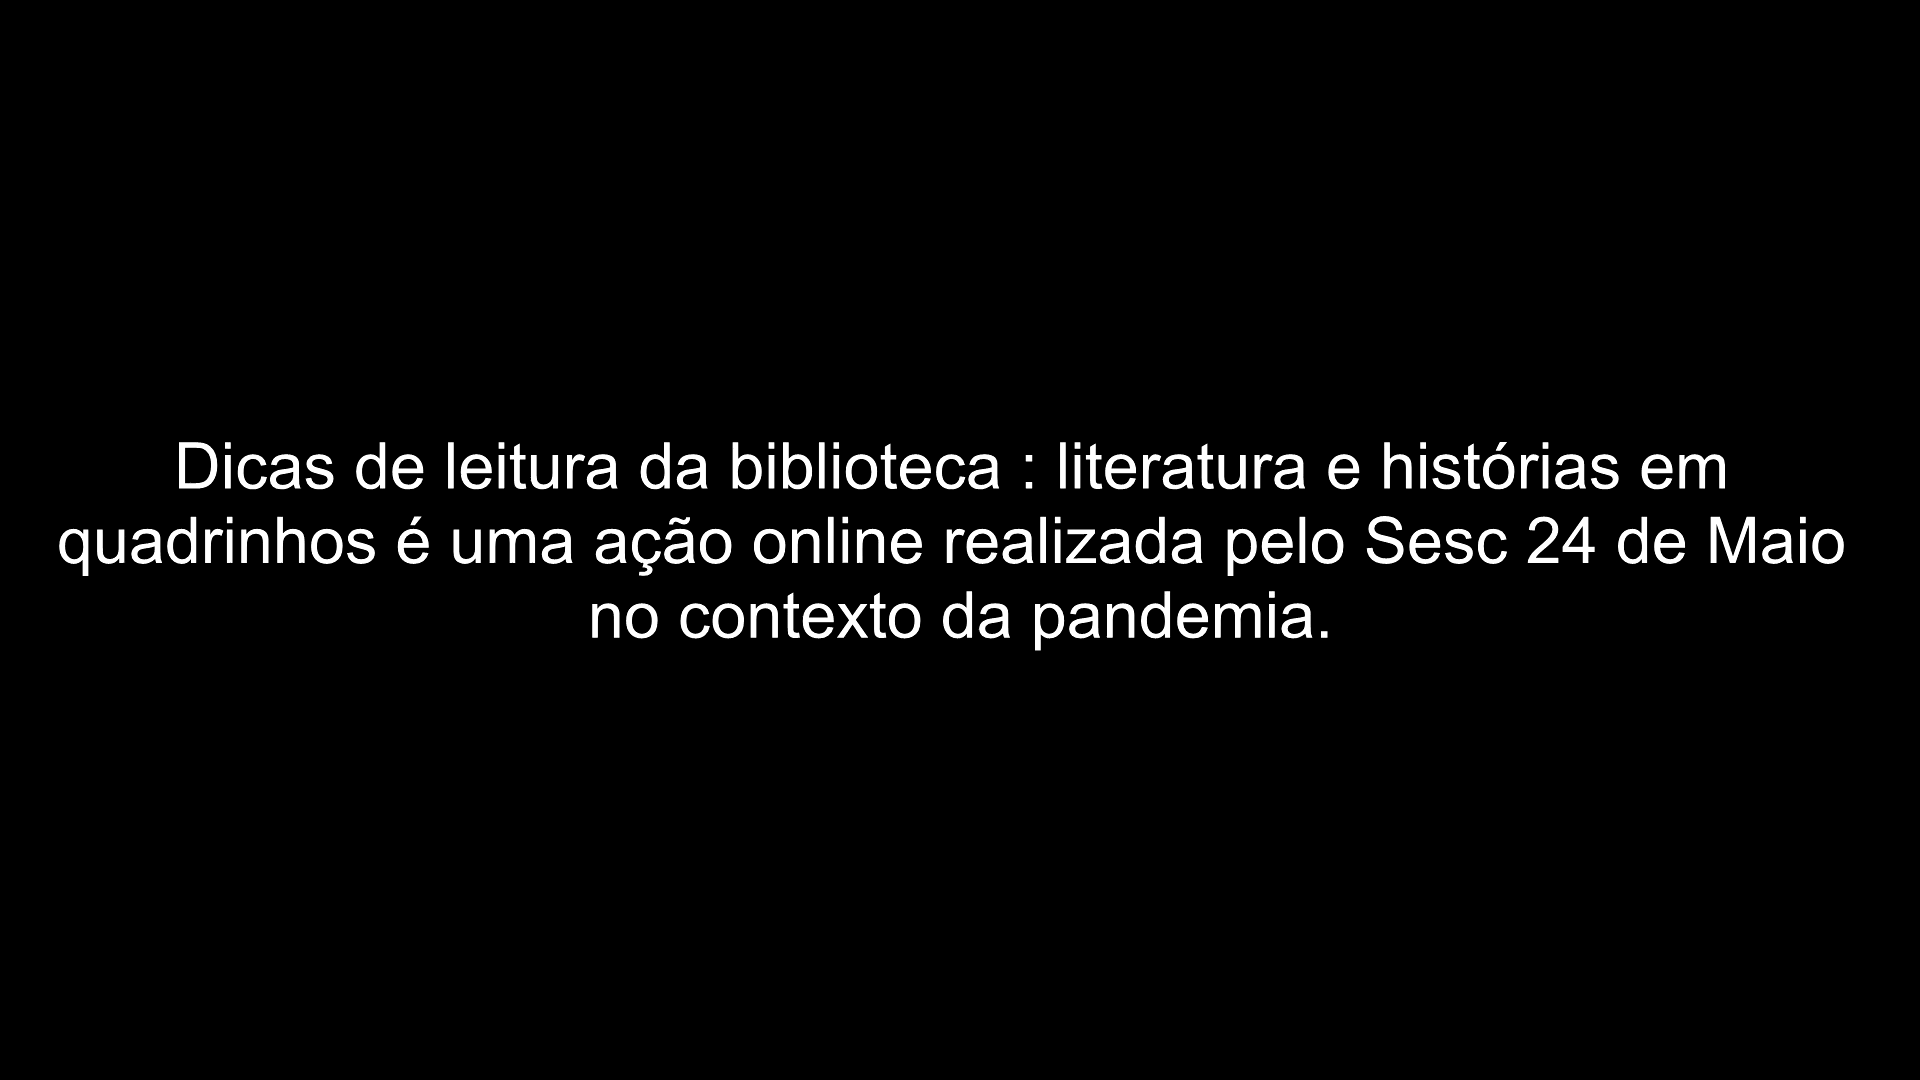 Dicas de leitura da biblioteca : literatura e histórias em
quadrinhos é uma ação online realizada pelo Sesc 24 de Maio
no contexto da pandemia.